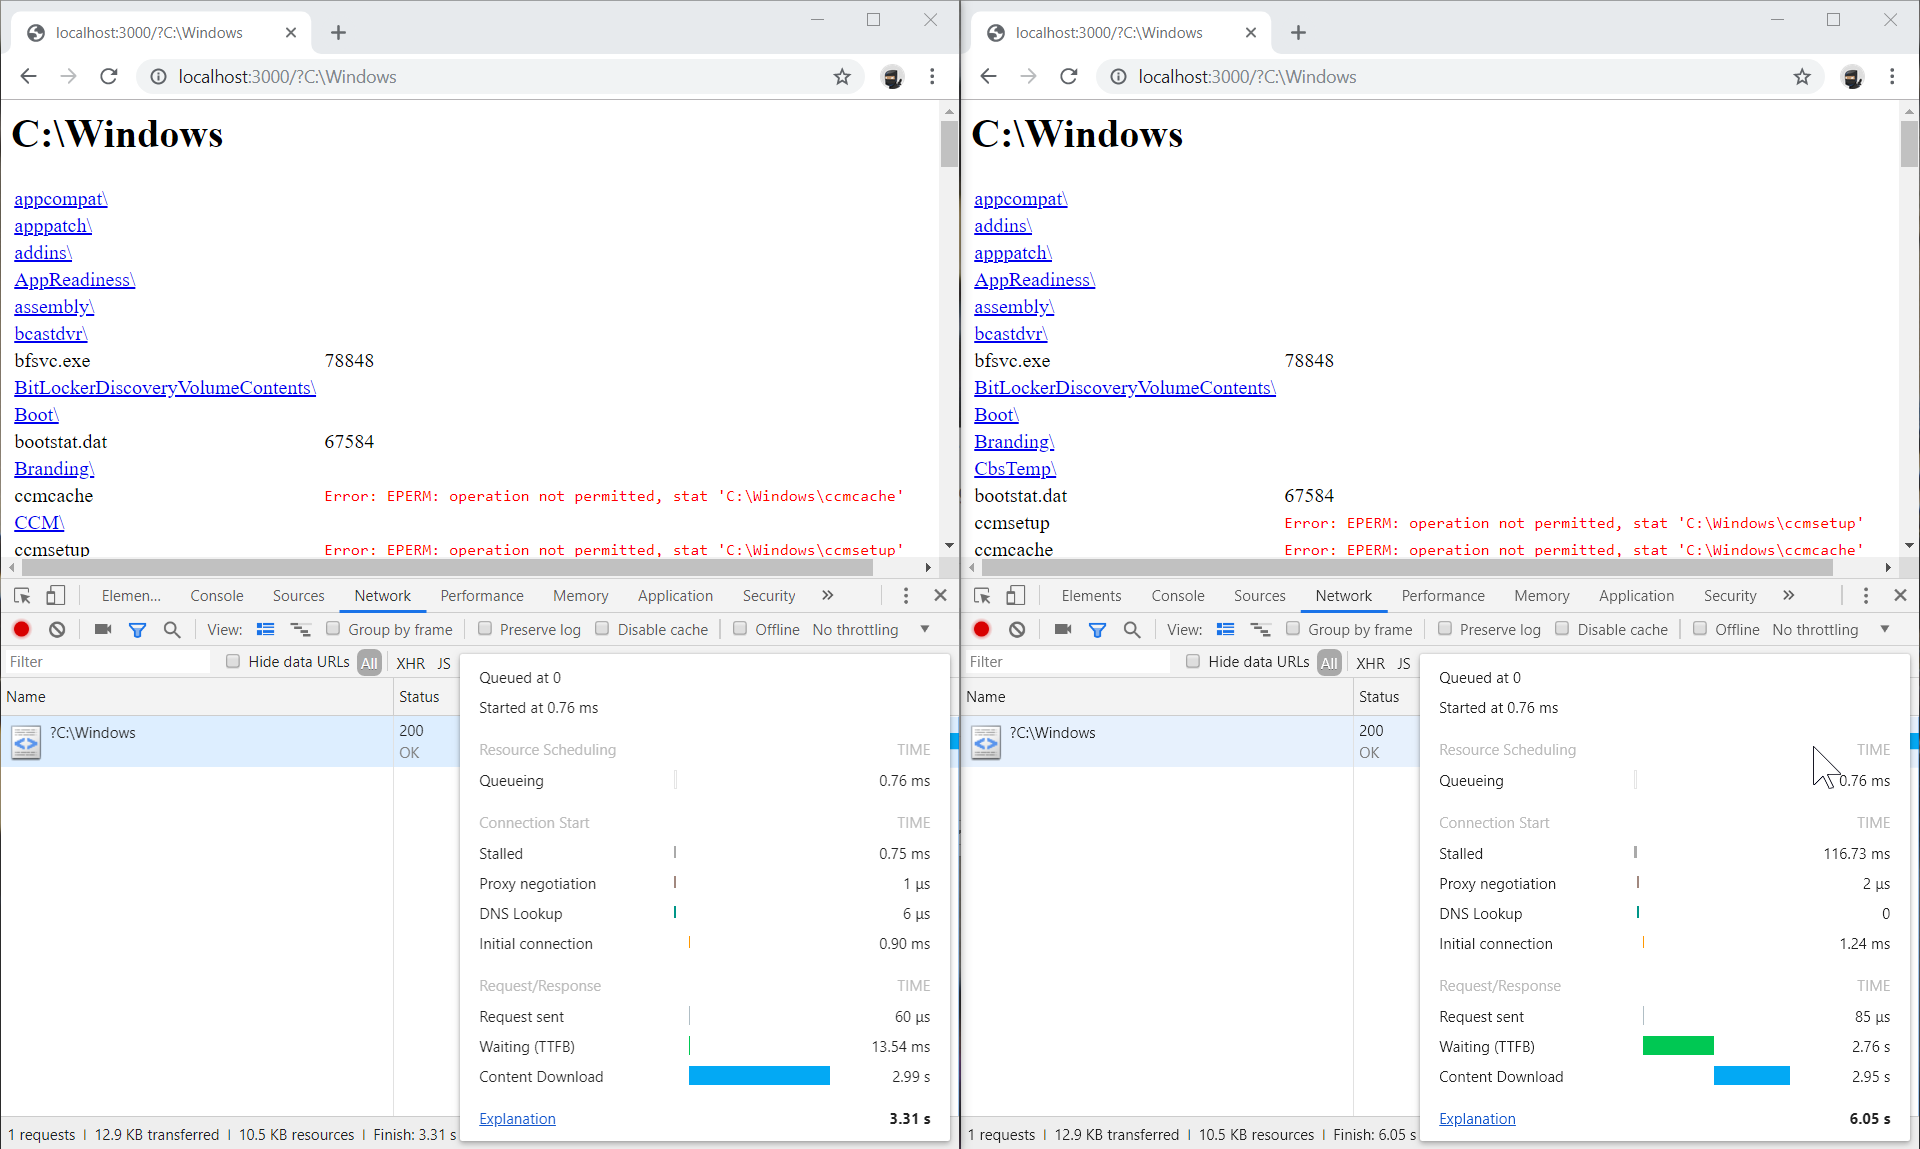 localhost:3000/?C:\Windows
localhost:3000/?C:\Windows
C:\Windows
appcompat\
apppatch\
addins\
AppReadiness\
assembly\
bcastdvr\
bfsvc.exe 78848
BitLockerDiscoveryVolumeContents\
Boot\
bootstat.dat 67584
Branding\
ccmcache Error: EPERM: operation not permitted, stat 'C:\Windows\ccmcache'
CCM\
ccmsetup Error: EPERM: operation not permitted, stat 'C:\Windows\ccmsetup'
Elemen... Console Sources Network Performance Memory Application Security
View: Group by frame Preserve log Disable cache Offline No throttling
Filter Hide data URLs All XHR JS
Name Status
?C:\Windows 200
OK
Queued at 0
Started at 0.76 ms
Resource Scheduling TIME
Queueing 0.76 ms
Connection Start TIME
Stalled 0.75 ms
Proxy negotiation 1 µs
DNS Lookup 6 µs
Initial connection 0.90 ms
Request/Response TIME
Request sent 60 µs
Waiting (TTFB) 13.54 ms
Content Download 2.99 s
Explanation 3.31 s
1 requests 12.9 KB transferred 10.5 KB resources Finish: 3.31 s
localhost:3000/?C:\Windows
localhost:3000/?C:\Windows
C:\Windows
appcompat\
addins\
apppatch\
AppReadiness\
assembly\
bcastdvr\
bfsvc.exe 78848
BitLockerDiscoveryVolumeContents\
Boot\
Branding\
CbsTemp\
bootstat.dat 67584
ccmsetup Error: EPERM: operation not permitted, stat 'C:\Windows\ccmsetup'
ccmcache Error: EPERM: operation not permitted, stat 'C:\Windows\ccmcache'
Elements Console Sources Network Performance Memory Application Security
View: Group by frame Preserve log Disable cache Offline No throttling
Filter Hide data URLs All XHR JS
Name Status
?C:\Windows 200
OK
Queued at 0
Started at 0.76 ms
Resource Scheduling TIME
Queueing 0.76 ms
Connection Start TIME
Stalled 116.73 ms
Proxy negotiation 2 µs
DNS Lookup 0
Initial connection 1.24 ms
Request/Response TIME
Request sent 85 µs
Waiting (TTFB) 2.76 s
Content Download 2.95 s
Explanation 6.05 s
1 requests 12.9 KB transferred 10.5 KB resources Finish: 6.05 s